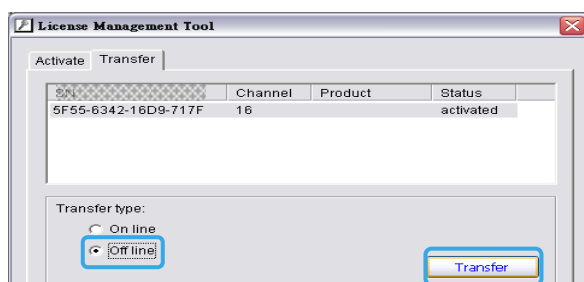 License Management Tool
Activate Transfer
SN Channel Product Status
5F55-6342-16D9-717F 16 activated
Transfer type:
On line
Off line
Transfer